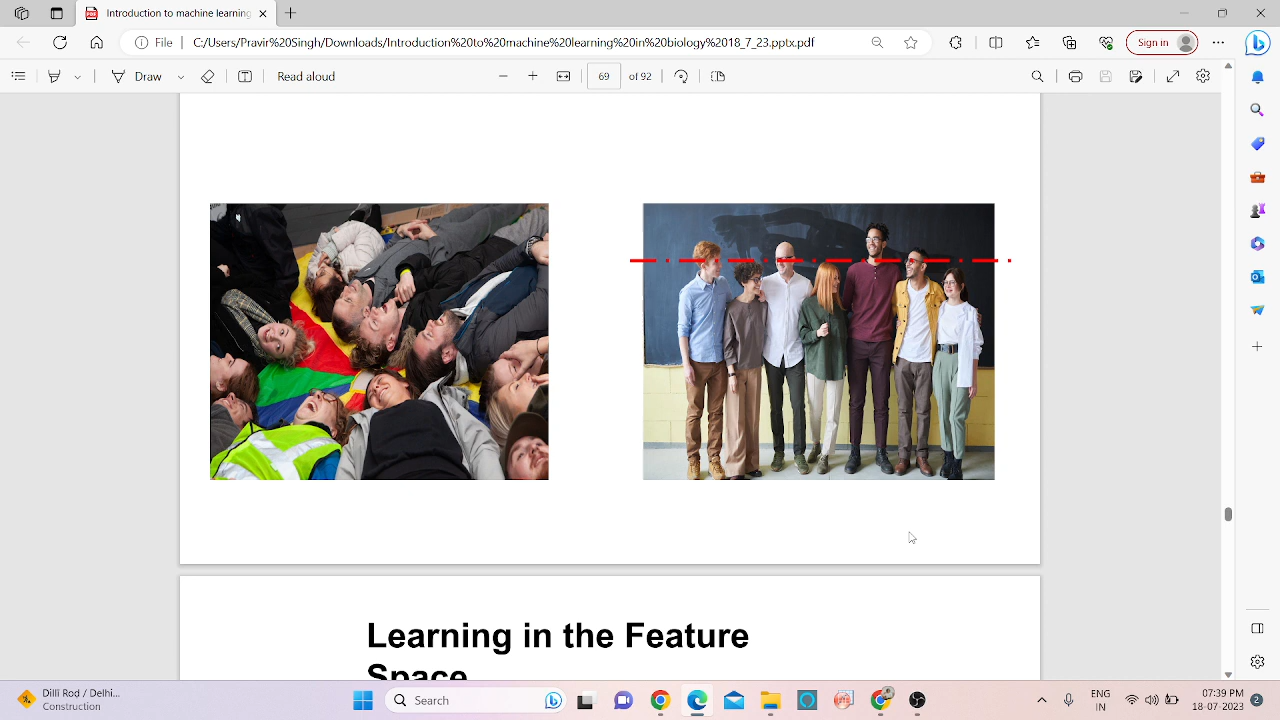 Introduction to machine learning
File
C:/Users/Pravir%20Singh/Downloads/Introduction%20to%20machine%20learning%20in%20biology%2018_7_23.pptx.pdf
Sign in
Draw
Read aloud
69
of 92
Learning in the Feature
Space
Dilli Rod / Delhi...
Construction
Search
ENG
IN
07:39 PM
18-07-2023
2